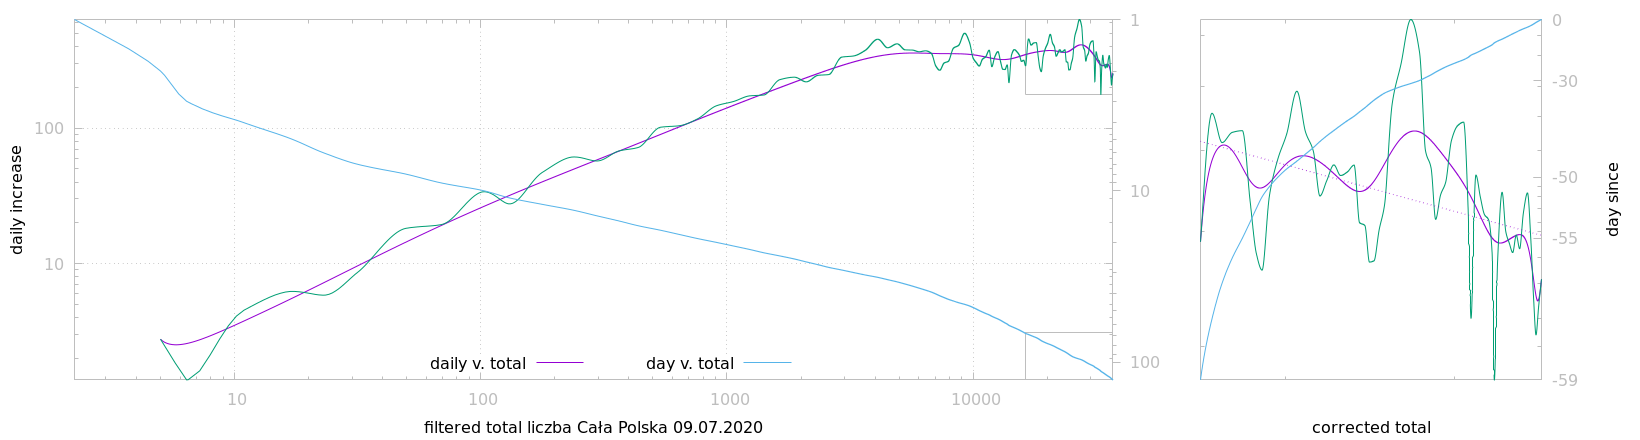 1
0
-30
100
daily increase
10
-50
day since
-55
10
daily v. total
day v. total
100
-59
10
100
1000
10000
filtered total liczba Cała Polska 09.07.2020
corrected total